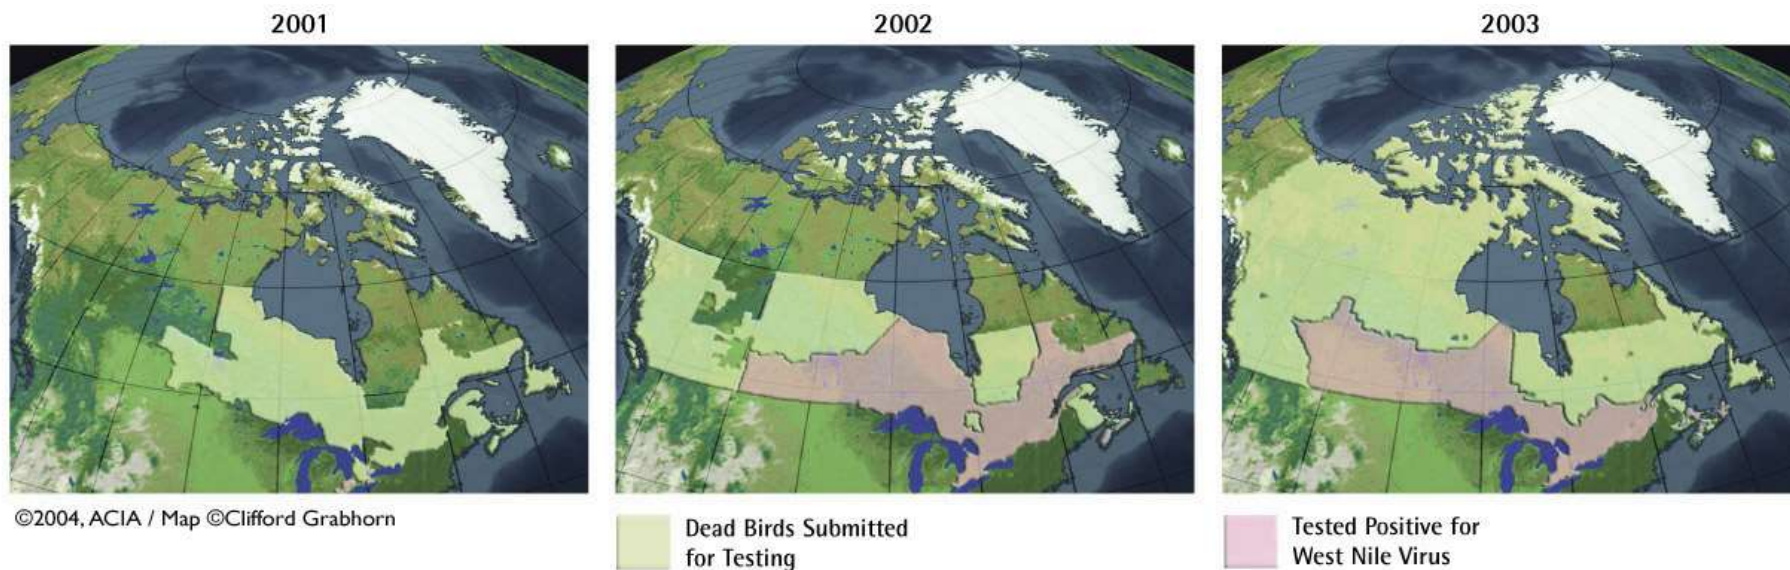 2001
2002
2003
©2004, ACIA / Map ©Clifford Grabhorn
Dead Birds Submitted
for Testing
Tested Positive for
West Nile Virus